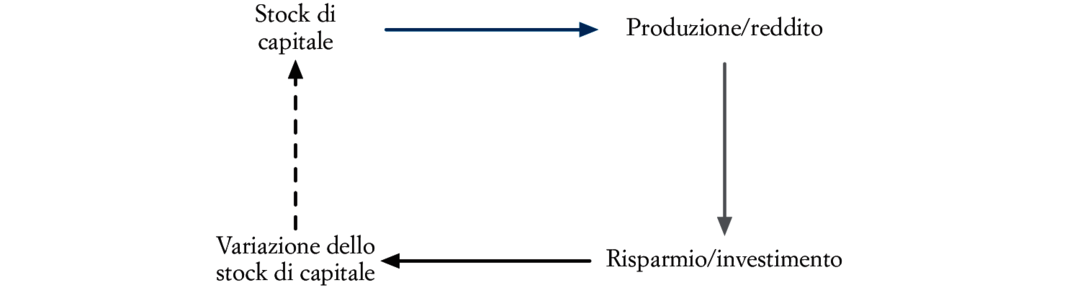 Stock di
capitale
Produzione/reddito
Variazione dello
stock di capitale
Risparmio/investimento